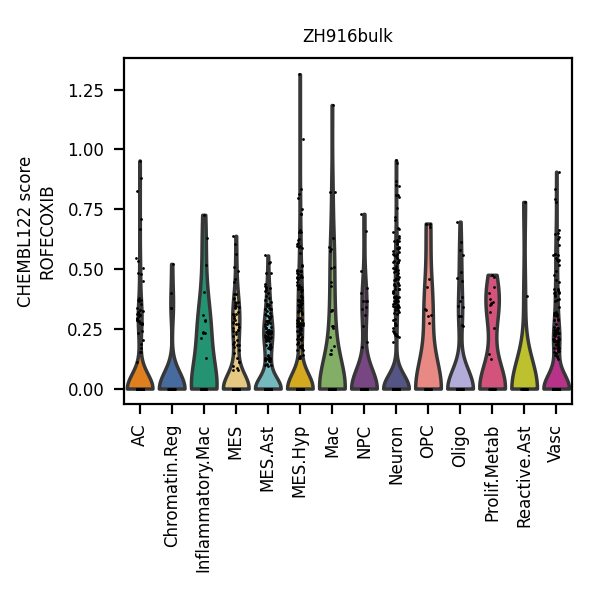 ZH916bulk
CHEMBL122 score
ROFECOXIB
1.25
1.00
0.75
0.50
0.25
0.00
AC
Chromatin.Reg
Inflammatory.Mac
MES
MES.Ast
MES.Hyp
Mac
NPC
Neuron
OPC
Oligo
Prolif.Metab
Reactive.Ast
Vasc